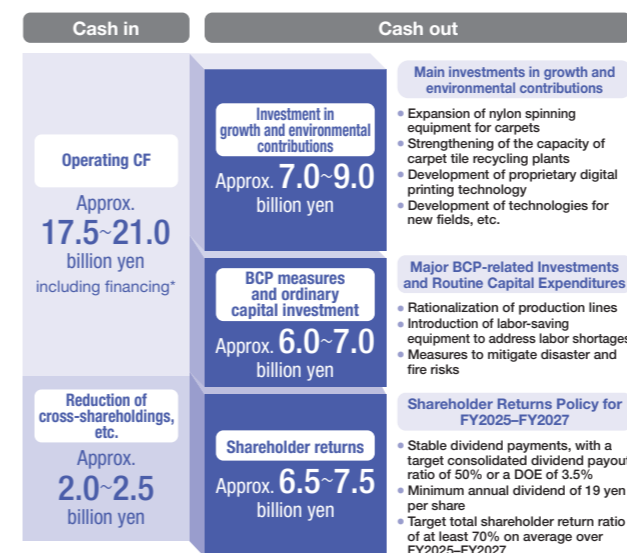 Cash in
Cash out
Operating CF
Approx.
17.5~21.0
billion yen
including financing*
Reduction of
cross-shareholdings,
etc.
Approx.
2.0~2.5
billion yen
Investment in
growth and environmental
contributions
Approx. 7.0~9.0
billion yen
BCP measures
and ordinary
capital investment
Approx. 6.0~7.0
billion yen
Shareholder returns
Approx. 6.5~7.5
billion yen
Main investments in growth and
environmental contributions
• Expansion of nylon spinning
equipment for carpets
• Strengthening of the capacity of
carpet tile recycling plants
• Development of proprietary digital
printing technology
• Development of technologies for
new fields, etc.
Major BCP-related Investments
and Routine Capital Expenditures
• Rationalization of production lines
• Introduction of labor-saving
equipment to address labor shortages
• Measures to mitigate disaster and
fire risks
Shareholder Returns Policy for
FY2025–FY2027
• Stable dividend payments, with a
target consolidated dividend payout
ratio of 50% or a DOE of 3.5%
• Minimum annual dividend of 19 yen
per share
• Target total shareholder return ratio
of at least 70% on average over
FY2025–FY2027